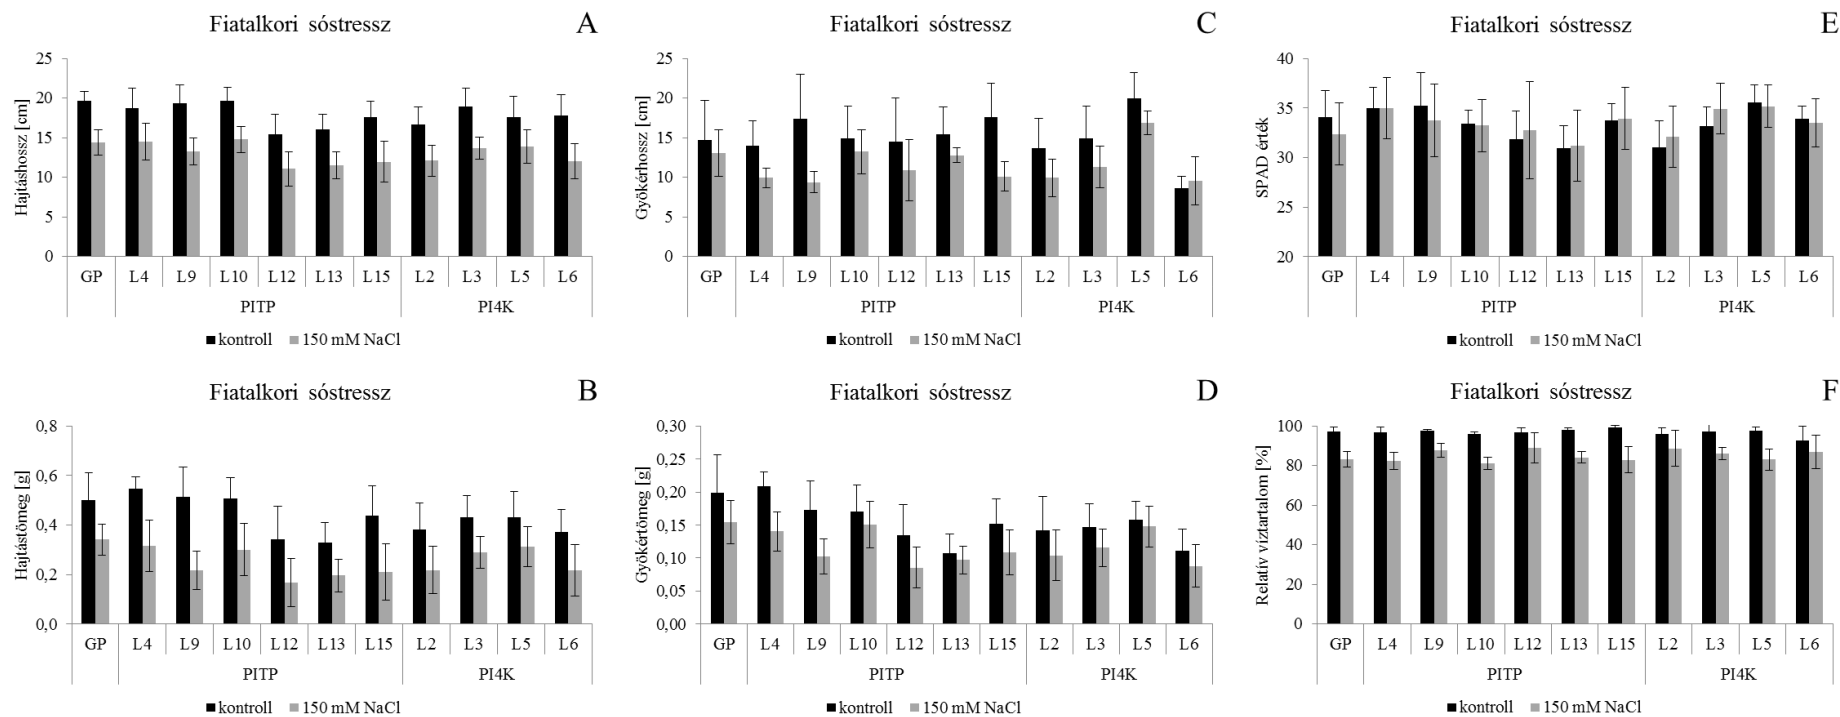 Fiatalkori sóstressz A
Hajtáshossz [cm]
25
20
15
10
5
0
GP L4 L9 L10 L12 L13 L15 L2 L3 L5 L6
PITP PI4K
kontroll 150 mM NaCl
Fiatalkori sóstressz C
Gyökérhossz [cm]
25
20
15
10
5
0
GP L4 L9 L10 L12 L13 L15 L2 L3 L5 L6
PITP PI4K
kontroll 150 mM NaCl
Fiatalkori sóstressz E
SPAD érték
40
35
30
25
20
GP L4 L9 L10 L12 L13 L15 L2 L3 L5 L6
PITP PI4K
kontroll 150 mM NaCl
Fiatalkori sóstressz B
Hajtástömeg [g]
0,8
0,6
0,4
0,2
0,0
GP L4 L9 L10 L12 L13 L15 L2 L3 L5 L6
PITP PI4K
kontroll 150 mM NaCl
Fiatalkori sóstressz D
Gyökértömeg [g]
0,30
0,25
0,20
0,15
0,10
0,05
0,00
GP L4 L9 L10 L12 L13 L15 L2 L3 L5 L6
PITP PI4K
kontroll 150 mM NaCl
Fiatalkori sóstressz F
Relatív víztartalom [%]
100
80
60
40
20
0
GP L4 L9 L10 L12 L13 L15 L2 L3 L5 L6
PITP PI4K
kontroll 150 mM NaCl